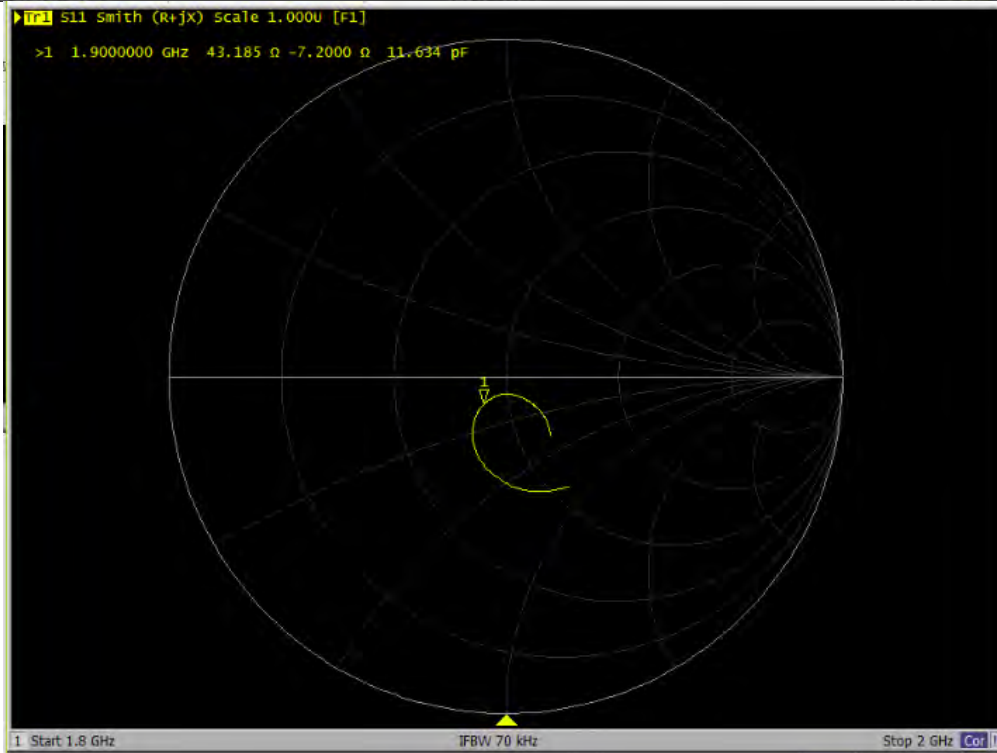 Tr1 S11 Smith (R+jX) Scale 1.000U [F1]
>1 1.9000000 GHz 43.185 Ω -7.2000 Ω 11.634 pF
1
1 Start 1.8 GHz IFBW 70 kHz Stop 2 GHz Cor